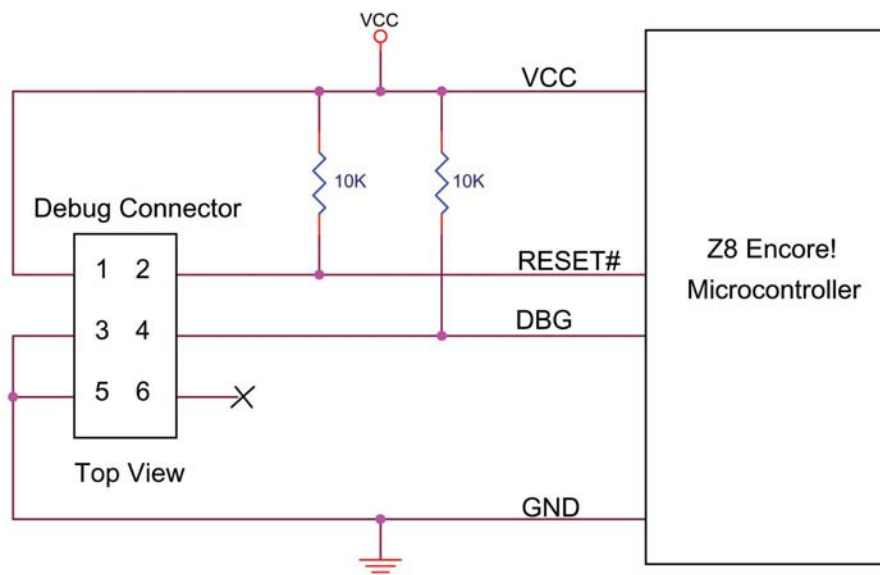 VCC
VCC
10K
10K
Debug Connector
1 2
RESET#
Z8 Encore!
Microcontroller
3 4
DBG
5 6
Top View
GND